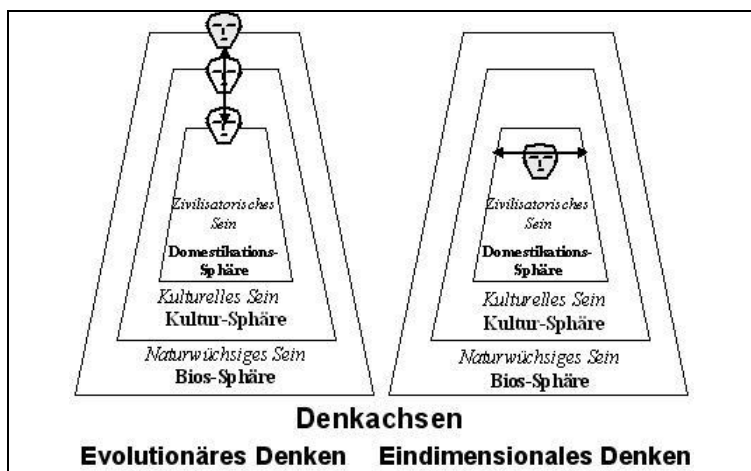 Zivilisatorisches
Sein
Domestikations-
Sphäre
Kulturelles Sein
Kultur-Sphäre
Naturwüchsiges Sein
Bios-Sphäre
Zivilisatorisches
Sein
Domestikations-
Sphäre
Kulturelles Sein
Kultur-Sphäre
Naturwüchsiges Sein
Bios-Sphäre
Denkachsen
Evolutionäres Denken Eindimensionales Denken